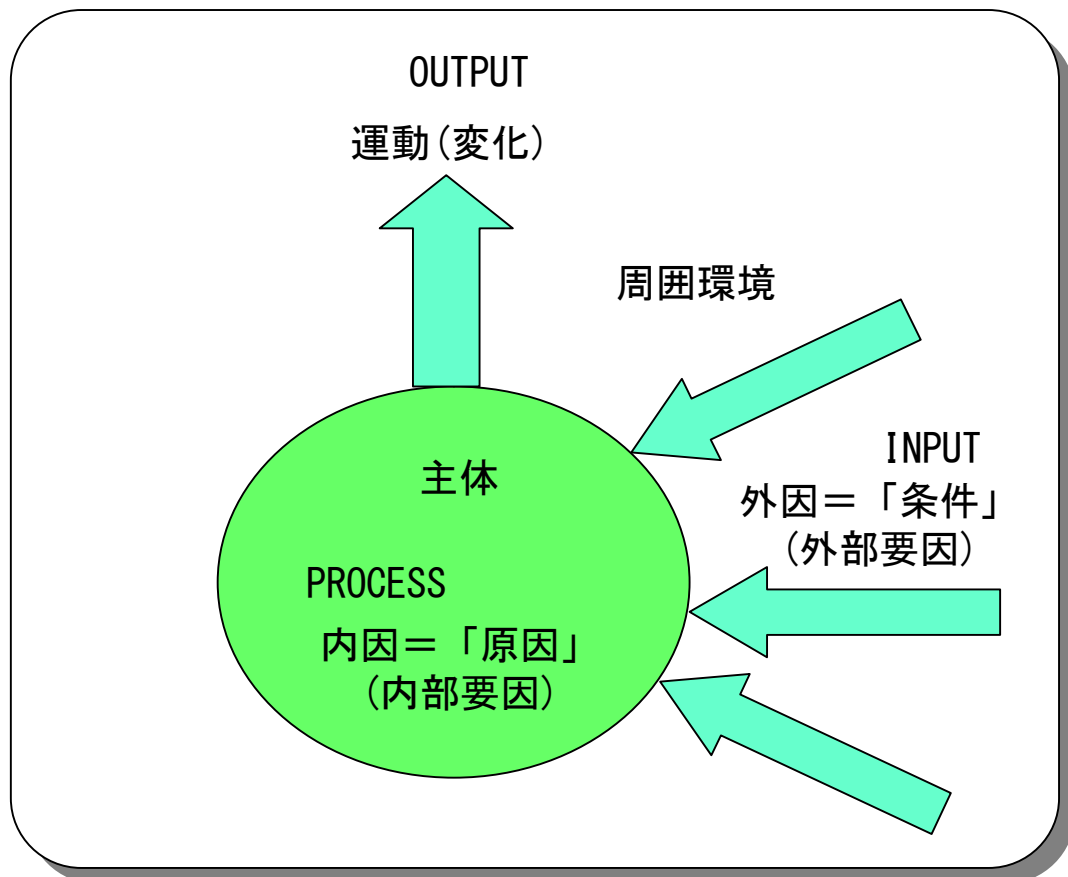 OUTPUT
運動(変化)
周囲環境
INPUT
外因＝「条件」
(外部要因)
主体
PROCESS
内因＝「原因」
(内部要因)